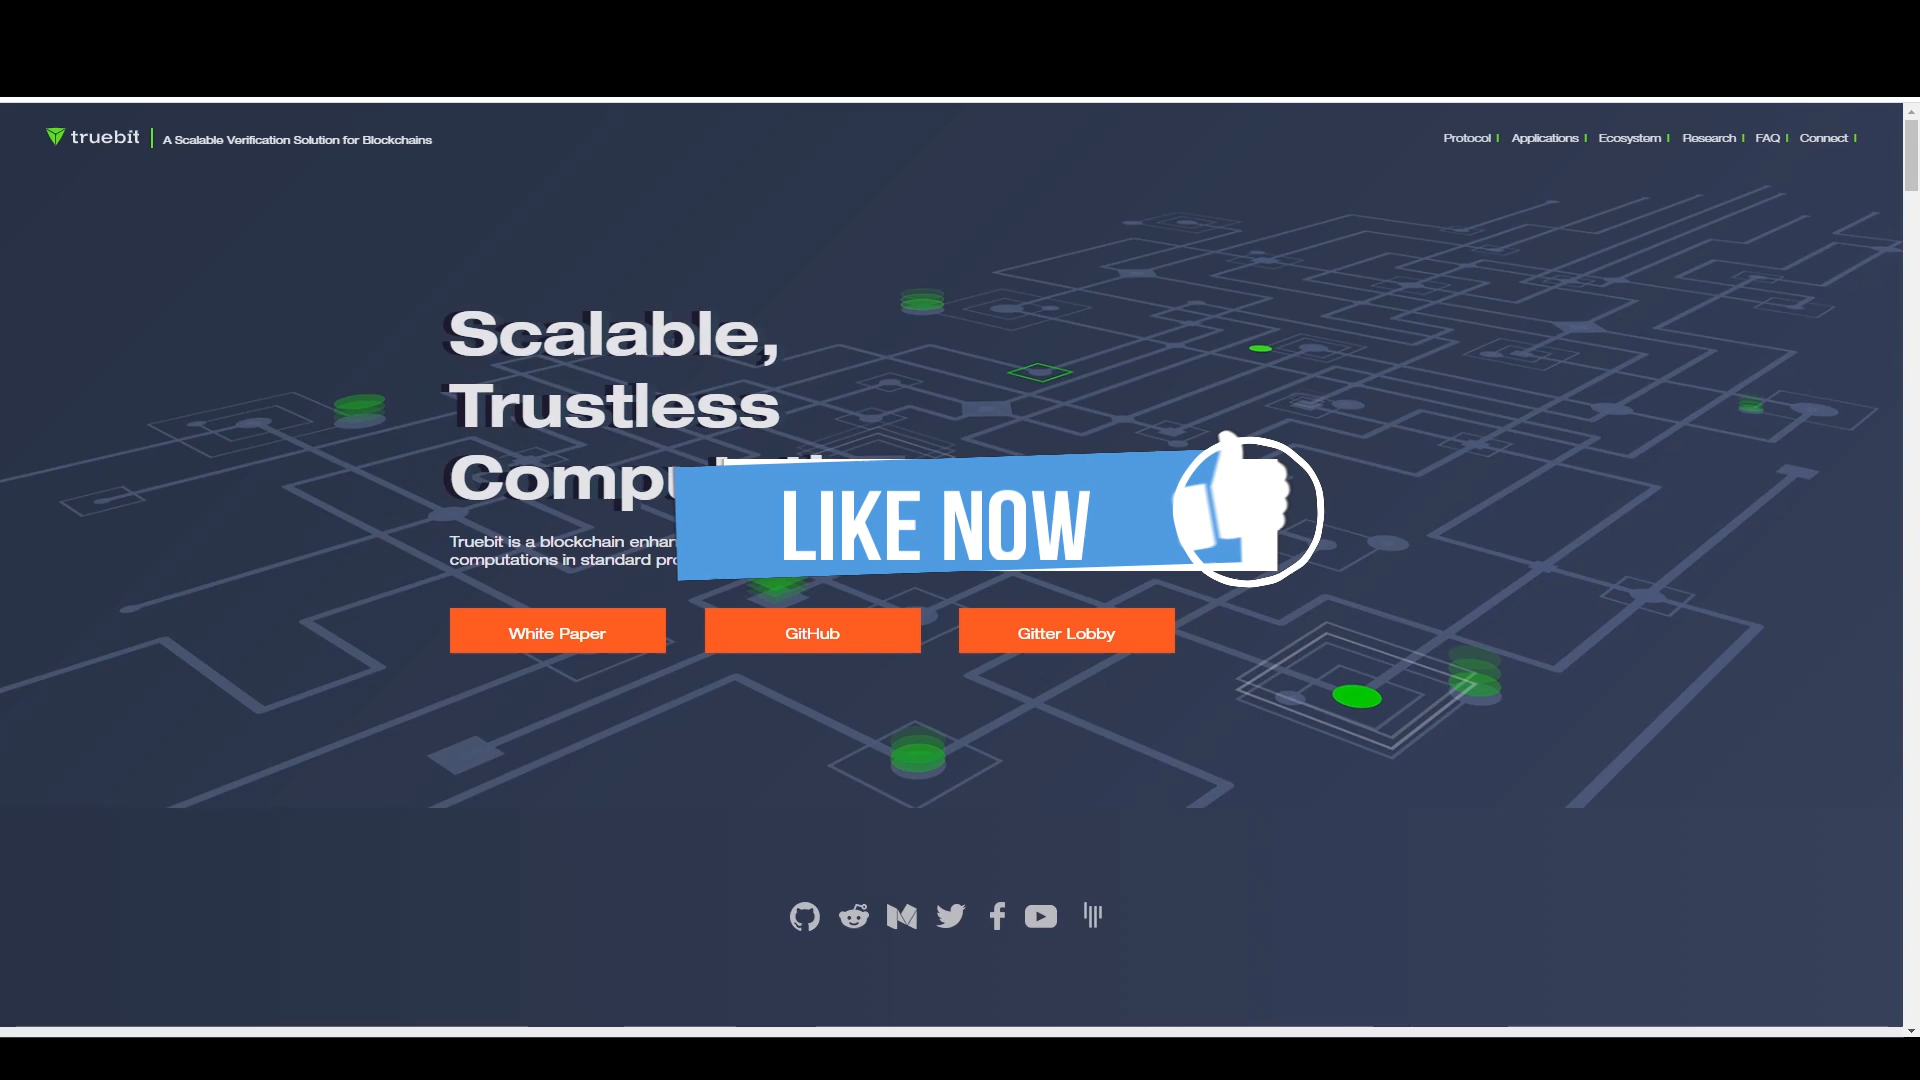 truebit
A Scalable Verification Solution for Blockchains
Protocol
Applications
Ecosystem
Research
FAQ
Connect
Scalable,
Trustless
LIKE NOW
Truebit is a blockchain
computations in standard
White Paper
GitHub
Gitter Lobby